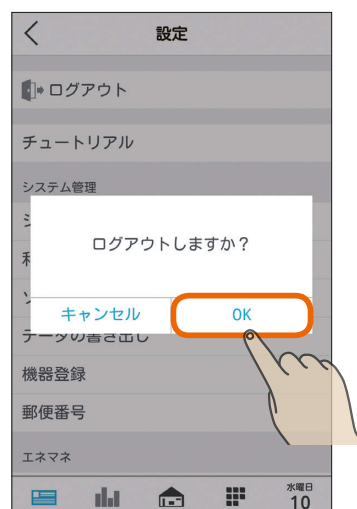 設定
ログアウト
チュートリアル
システム管理
ログアウトしますか？
キャンセル
OK
データの書き出し
機器登録
郵便番号
エネマネ
水曜日
10